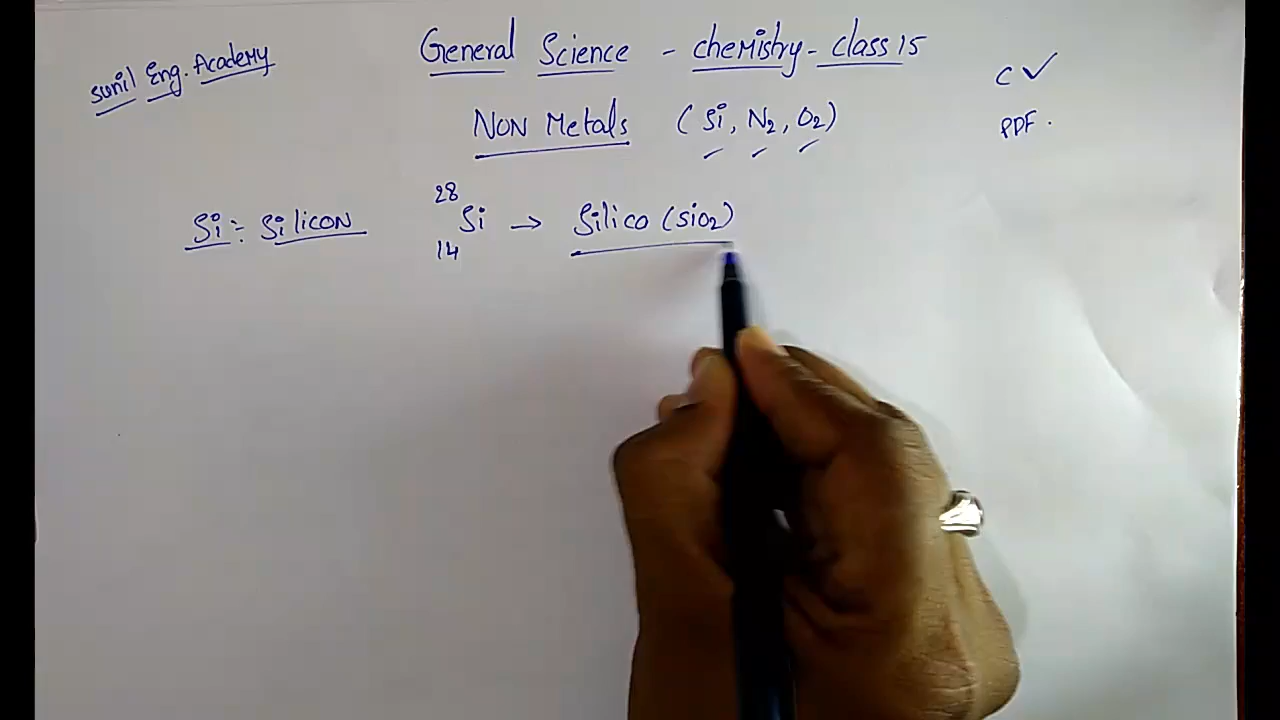 Sunil Eng. Academy
General Science - chemistry - class 15
C ✓
NON Metals (Si, N2, O2)
PDF.
Si :- Silicon 28 14 Si → Silico (SiO2)